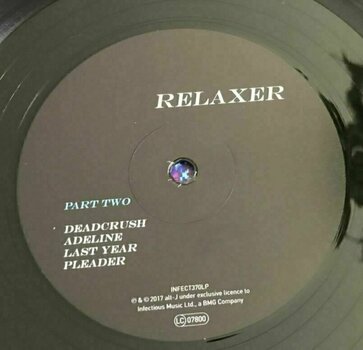 RELAXER
PART TWO
DEADCRUSH
ADELINE
LAST YEAR
PLEADER
INFECT370LP
℗ & © 2017 alt-J under exclusive licence to
Infectious Music Ltd., a BMG Company
LC 07800